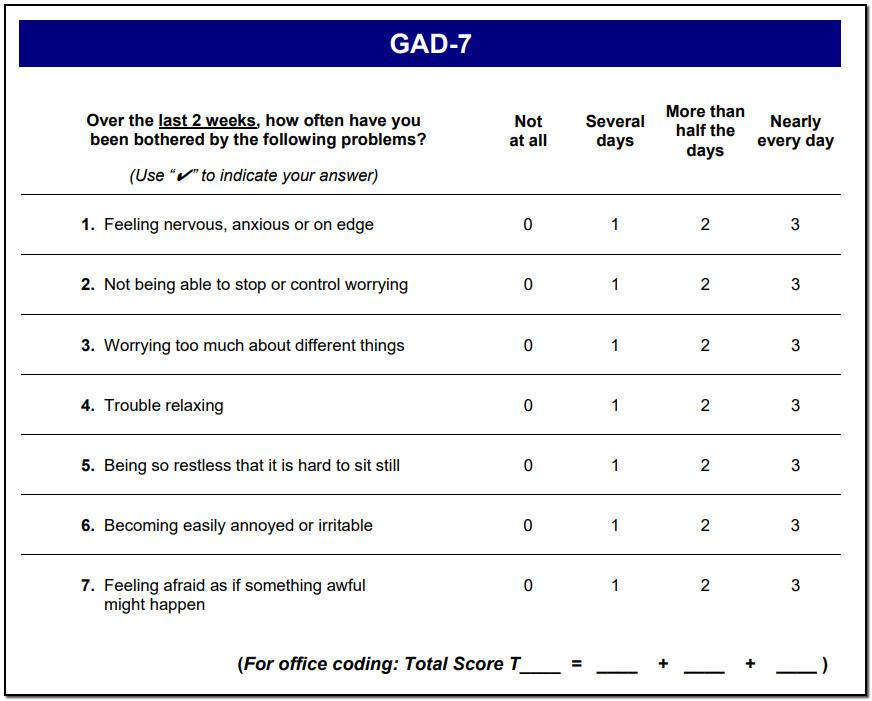 GAD-7
Over the last 2 weeks, how often have you
been bothered by the following problems?
(Use “✔” to indicate your answer)
Not
at all
Several
days
More than
half the
days
Nearly
every day
1. Feeling nervous, anxious or on edge 0 1 2 3
2. Not being able to stop or control worrying 0 1 2 3
3. Worrying too much about different things 0 1 2 3
4. Trouble relaxing 0 1 2 3
5. Being so restless that it is hard to sit still 0 1 2 3
6. Becoming easily annoyed or irritable 0 1 2 3
7. Feeling afraid as if something awful 0 1 2 3
might happen
(For office coding: Total Score T____ = ____ + ____ + ____ )